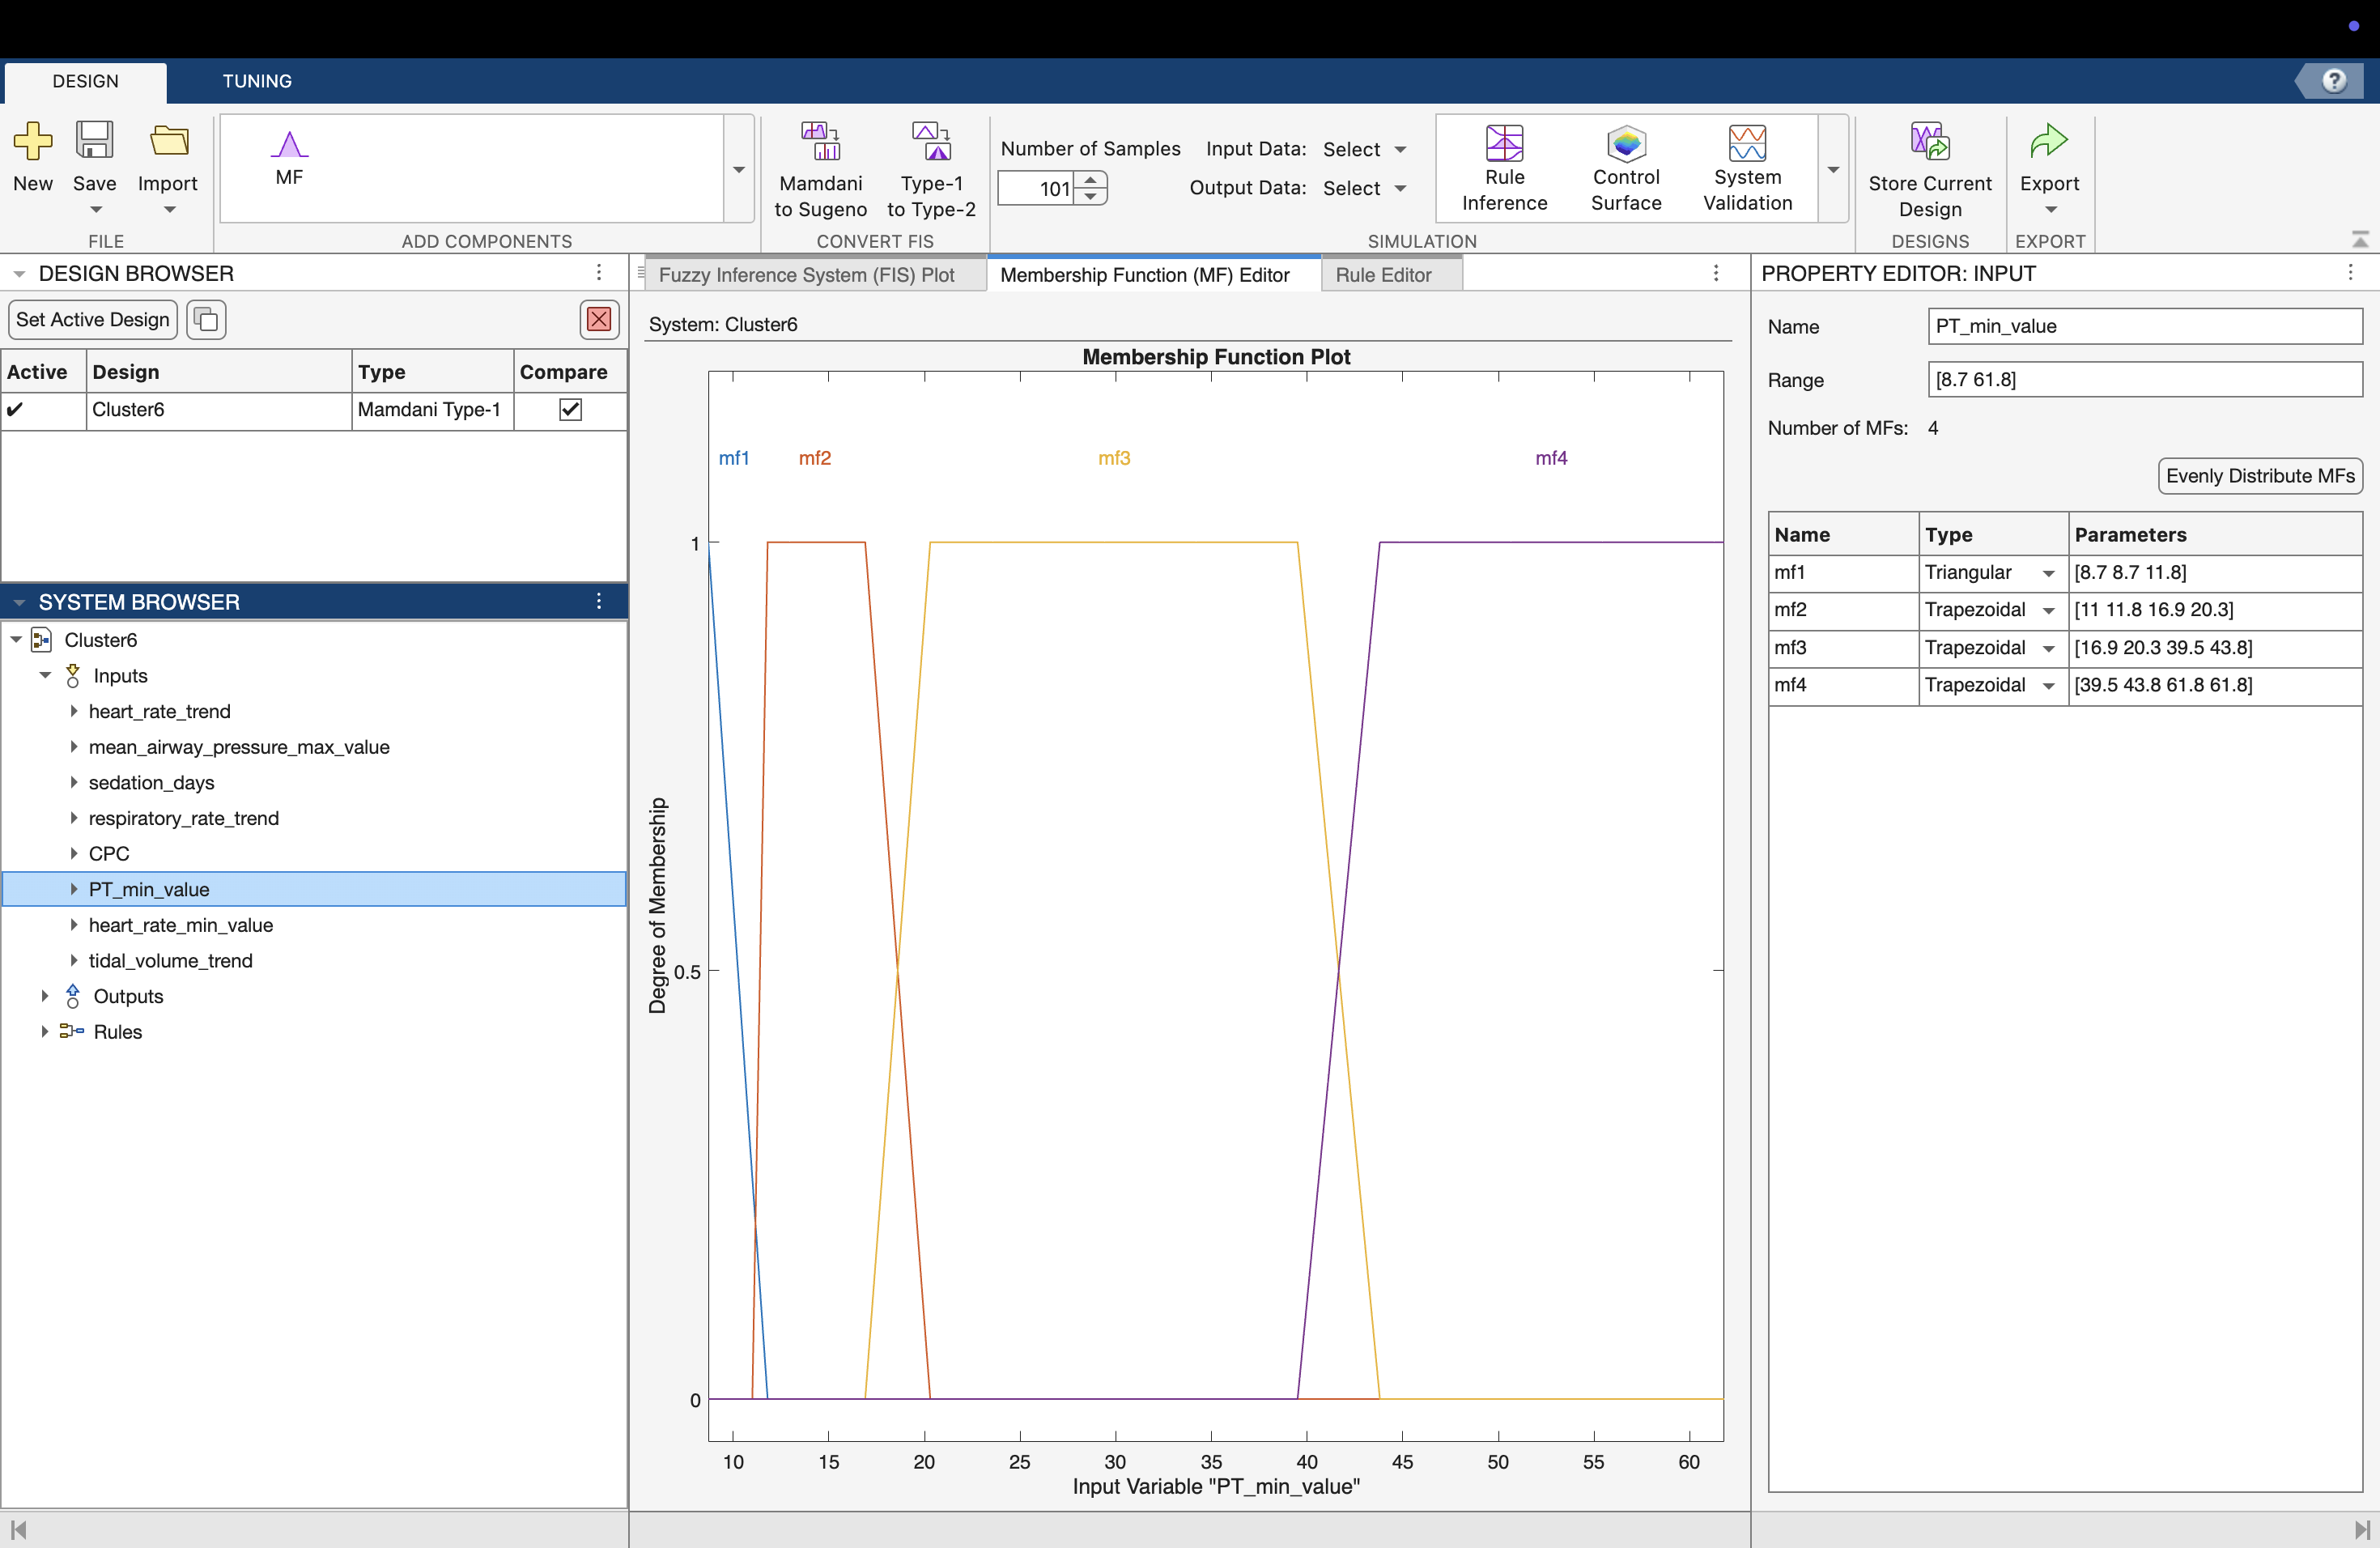 DESIGN
TUNING
New
Save
Import
FILE
MF
ADD COMPONENTS
Mamdani
to Sugeno
Type-1
to Type-2
CONVERT FIS
Number of Samples
101
Input Data: Select
Output Data: Select
Rule
Inference
Control
Surface
System
Validation
SIMULATION
Store Current
Design
DESIGNS
Export
EXPORT
DESIGN BROWSER
Set Active Design
Active Design Type Compare
Cluster6 Mamdani Type-1
SYSTEM BROWSER
Cluster6
Inputs
heart_rate_trend
mean_airway_pressure_max_value
sedation_days
respiratory_rate_trend
CPC
PT_min_value
heart_rate_min_value
tidal_volume_trend
Outputs
Rules
Fuzzy Inference System (FIS) Plot
Membership Function (MF) Editor
Rule Editor
System: Cluster6
Membership Function Plot
mf1 mf2 mf3 mf4
1
0.5
0
Degree of Membership
10 15 20 25 30 35 40 45 50 55 60
Input Variable "PT_min_value"
PROPERTY EDITOR: INPUT
Name PT_min_value
Range [8.7 61.8]
Number of MFs: 4
Evenly Distribute MFs
Name Type Parameters
mf1 Triangular [8.7 8.7 11.8]
mf2 Trapezoidal [11 11.8 16.9 20.3]
mf3 Trapezoidal [16.9 20.3 39.5 43.8]
mf4 Trapezoidal [39.5 43.8 61.8 61.8]